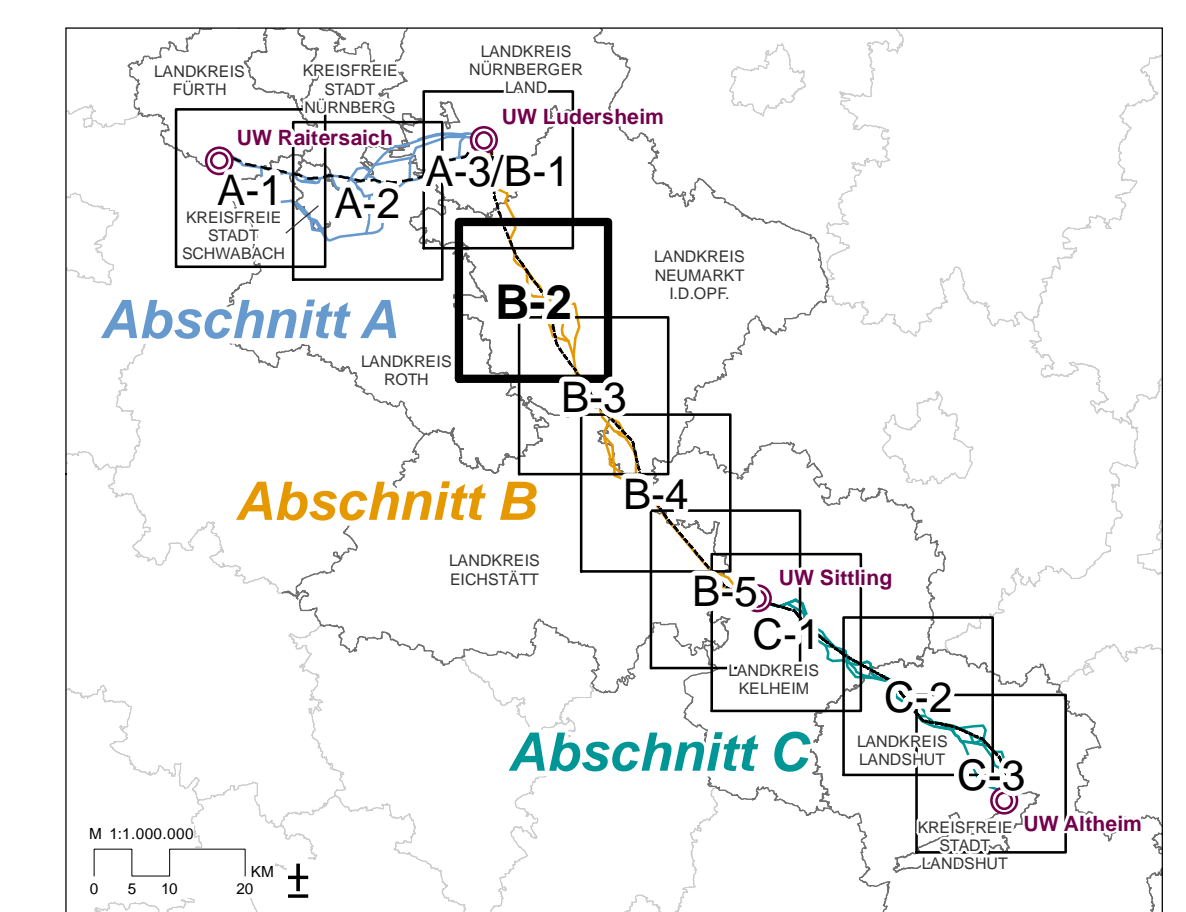 LANDKREIS
FÜRTH
KREISFREIE
STADT
NÜRNBERG
LANDKREIS
NÜRNBERGER
LAND
UW Raitersaich
UW Ludersheim
A-1
A-2
A-3/B-1
KREISFREIE
STADT
SCHWABACH
LANDKREIS
NEUMARKT
I.D.OPF.
Abschnitt A
B-2
LANDKREIS
ROTH
B-3
Abschnitt B
B-4
LANDKREIS
EICHSTÄTT
B-5
UW Sittling
C-1
LANDKREIS
KELHEIM
C-2
Abschnitt C
LANDKREIS
LANDSHUT
C-3
KREISFREIE
STADT
LANDSHUT
UW Altheim
M 1:1.000.000
KM
0 5 10 20